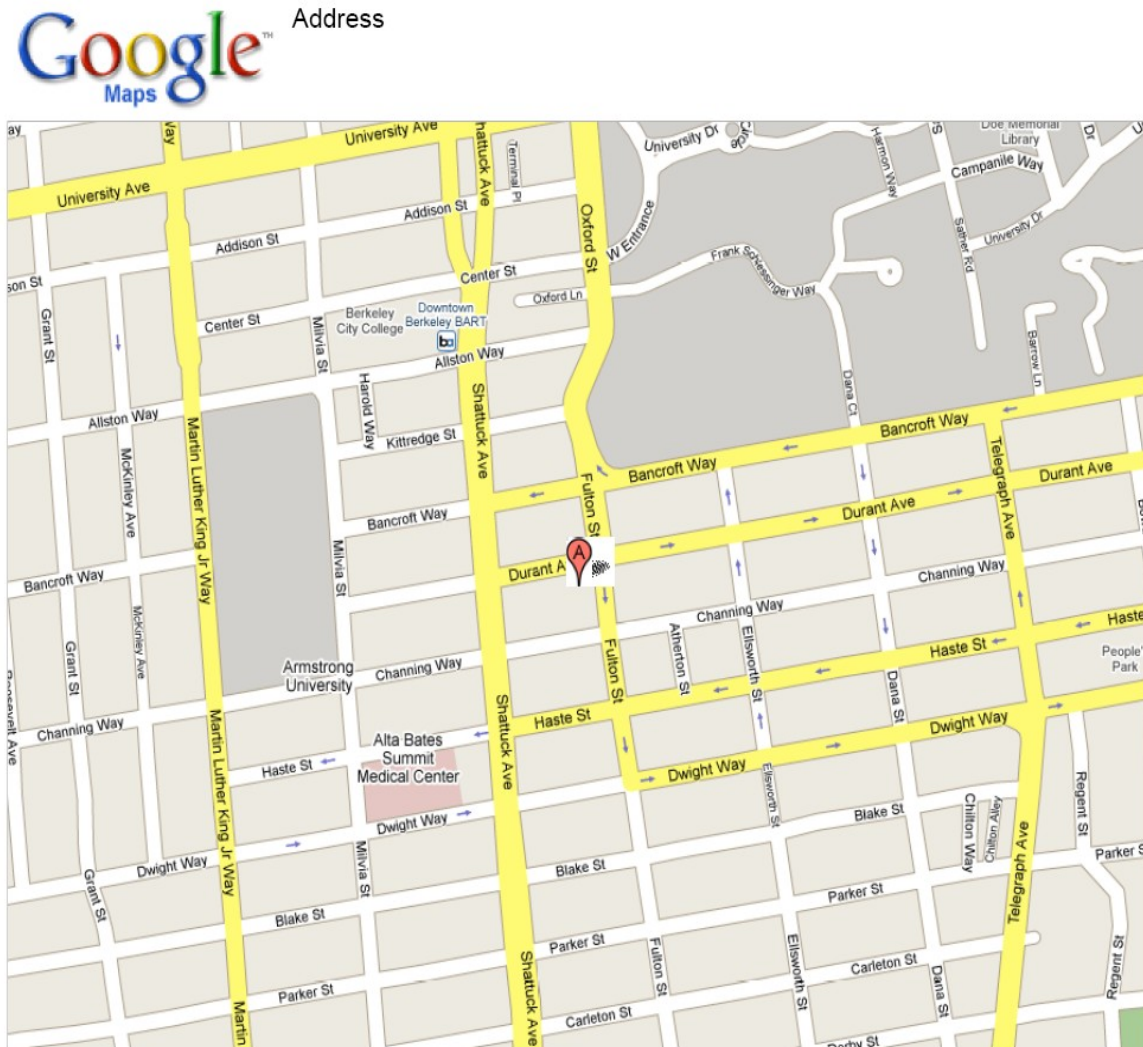 Google™ Address
Maps
University Ave
University Ave
Addison St
Addison St
Terminal Pl
Oxford St
W Entrance
University Dr
Harmon Way
Doe Memorial
Library
Campanile Way
Sather Rd
University Dr
Frank Schlessinger Way
Center St
Center St
Oxford Ln
Berkeley
City College
Downtown
Berkeley BART
Allston Way
Allston Way
Grant St
Milvia St
Harold Way
Kittredge St
Shattuck Ave
Dana Ct
Barrow Ln
McKinley Ave
Martin Luther King Jr Way
Bancroft Way
Bancroft Way
Bancroft Way
Bancroft Way
Telegraph Ave
Durant Ave
Durant Ave
Durant A
A
Fulton St
Milvia St
Channing Way
Channing Way
Channing Way
Channing Way
McKinley Ave
Grant St
Armstrong
University
Fulton St
Atherton St
Ellsworth St
Haste St
Haste St
Haste St
Haste
People's
Park
Dana St
Dwight Way
Dwight Way
Dwight Way
Dwight Way
Alta Bates
Summit
Medical Center
Shattuck Ave
Martin Luther King Jr Way
Ellsworth St
Regent St
Chilton Way
Chilton Alley
Telegraph Ave
Blake St
Blake St
Blake St
Milvia St
Grant St
Parker St
Parker St
Parker St
Parker S
Fulton St
Ellsworth St
Dana St
Regent St
Carleton St
Carleton St
Shattuck Ave
Martin